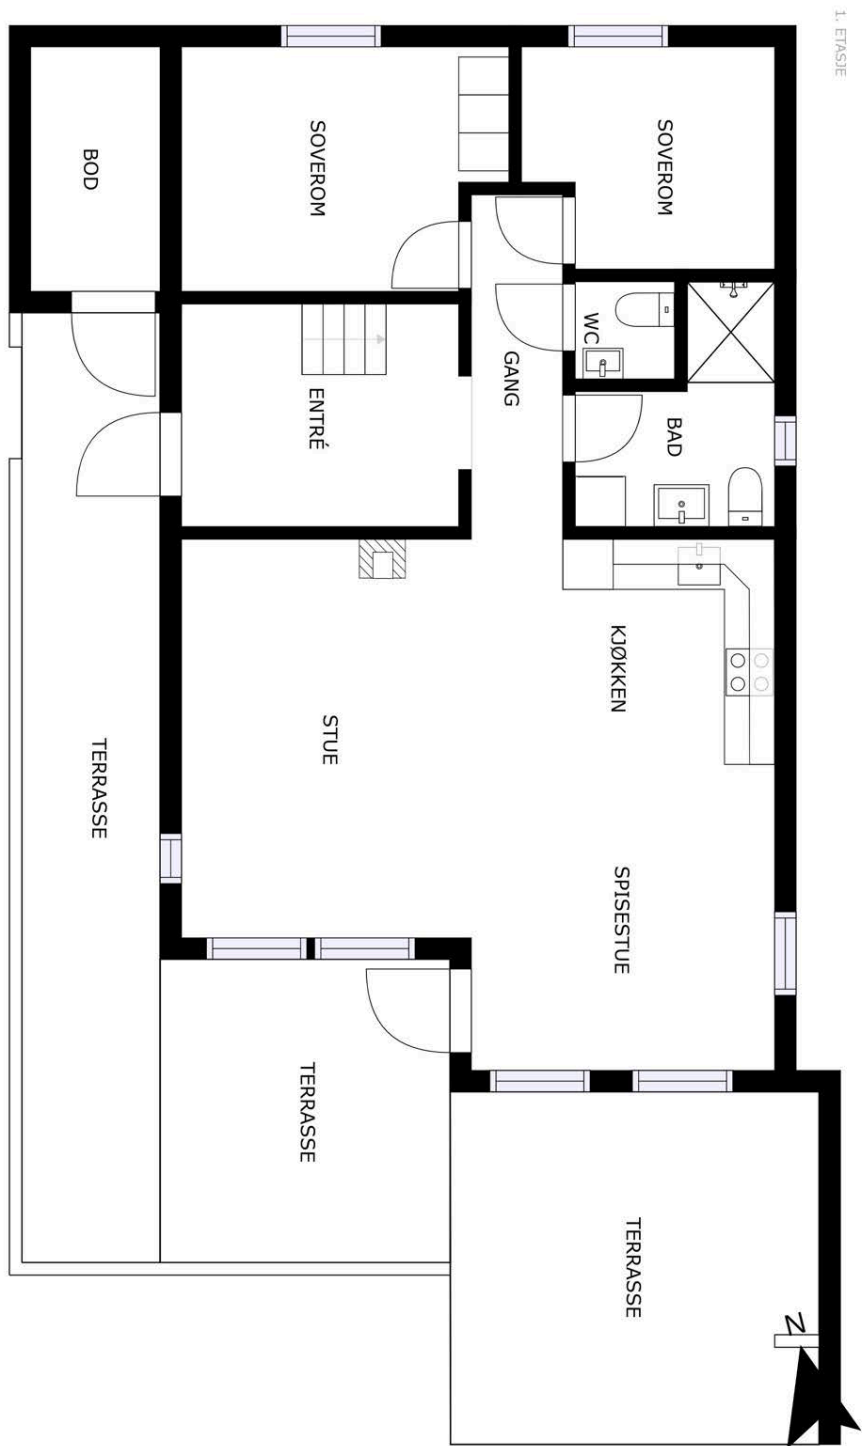 1. ETASJE
SOVEROM
SOVEROM
BOD
WC
GANG
ENTRÉ
BAD
KJØKKEN
STUE
TERRASSE
SPISESTUE
TERRASSE
TERRASSE
N